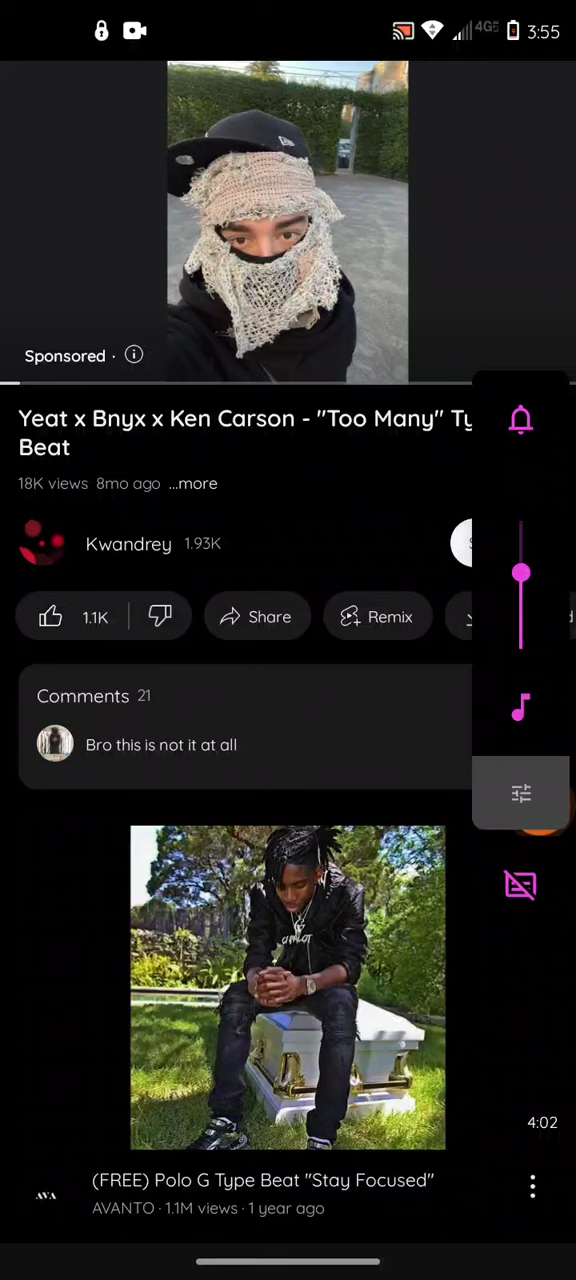 4G
3:55
Sponsored ·
Yeat x Bnyx x Ken Carson - "Too Many" Ty
Beat
18K views 8mo ago ...more
Kwandrey 1.93K
1.1K
Share
Remix
Comments 21
Bro this is not it at all
4:02
(FREE) Polo G Type Beat "Stay Focused"
AVA
AVANTO · 1.1M views · 1 year ago